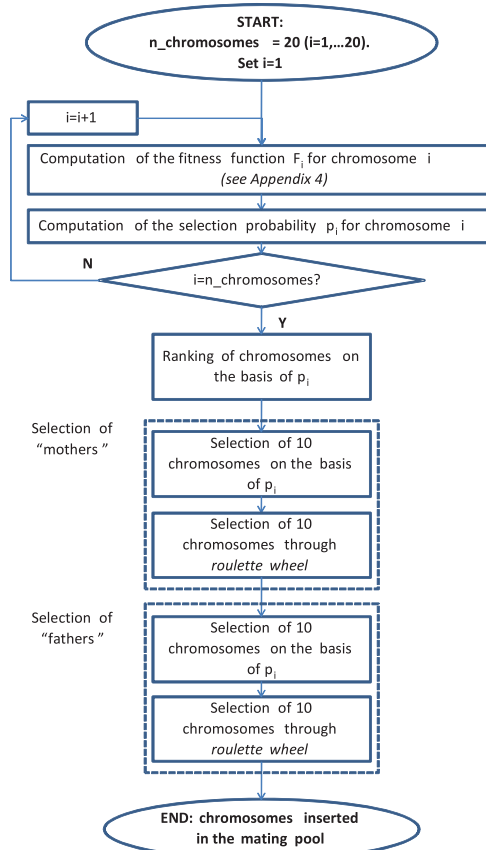 START:
n_chromosomes = 20 (i=1,...20).
Set i=1
i=i+1
Computation of the fitness function Fi for chromosome i
(see Appendix 4)
Computation of the selection probability pi for chromosome i
N
i=n_chromosomes?
Y
Ranking of chromosomes on
the basis of pi
Selection of
“mothers”
Selection of 10
chromosomes on the basis
of pi
Selection of 10
chromosomes through
roulette wheel
Selection of
“fathers”
Selection of 10
chromosomes on the basis
of pi
Selection of 10
chromosomes through
roulette wheel
END: chromosomes inserted
in the mating pool